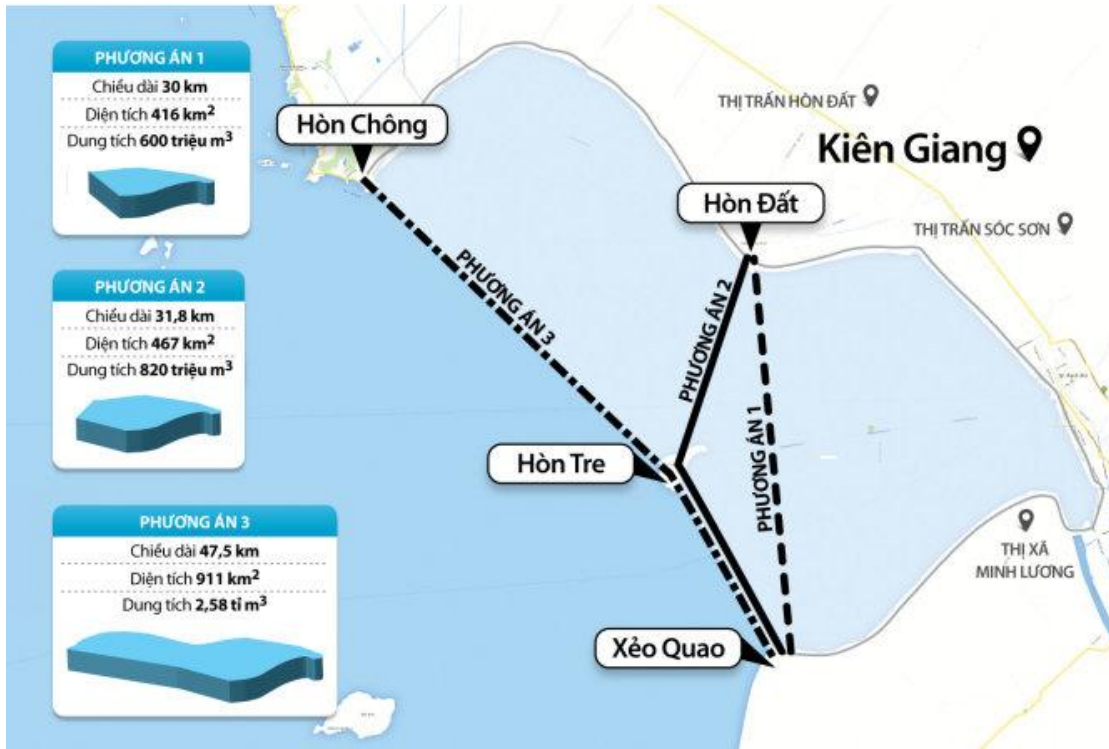 PHƯƠNG ÁN 1
Chiều dài 30 km
Diện tích 416 km²
Dung tích 600 triệu m³
PHƯƠNG ÁN 2
Chiều dài 31,8 km
Diện tích 467 km²
Dung tích 820 triệu m³
PHƯƠNG ÁN 3
Chiều dài 47,5 km
Diện tích 911 km²
Dung tích 2,58 tỉ m³
Hòn Chông
THỊ TRẤN HÒN ĐẤT
Kiên Giang
Hòn Đất
THỊ TRẤN SÓC SƠN
PHƯƠNG ÁN 3
PHƯƠNG ÁN 2
PHƯƠNG ÁN 1
Hòn Tre
THỊ XÃ
MINH LƯƠNG
Xẻo Quao